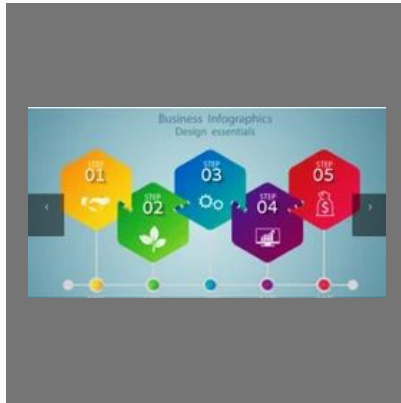 Business Infographics
Design essentials
STEP
01
STEP
02
STEP
03
STEP
04
STEP
05
$